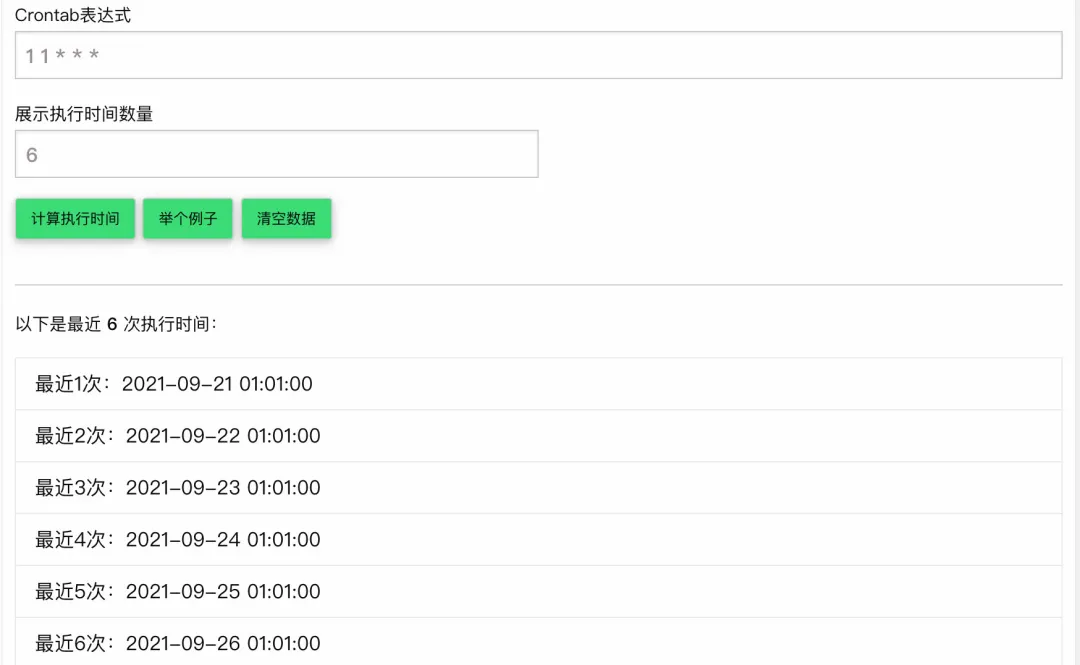 Crontab表达式
1 1 * * *
展示执行时间数量
6
计算执行时间 举个例子 清空数据
以下是最近 6 次执行时间：
最近1次：2021-09-21 01:01:00
最近2次：2021-09-22 01:01:00
最近3次：2021-09-23 01:01:00
最近4次：2021-09-24 01:01:00
最近5次：2021-09-25 01:01:00
最近6次：2021-09-26 01:01:00